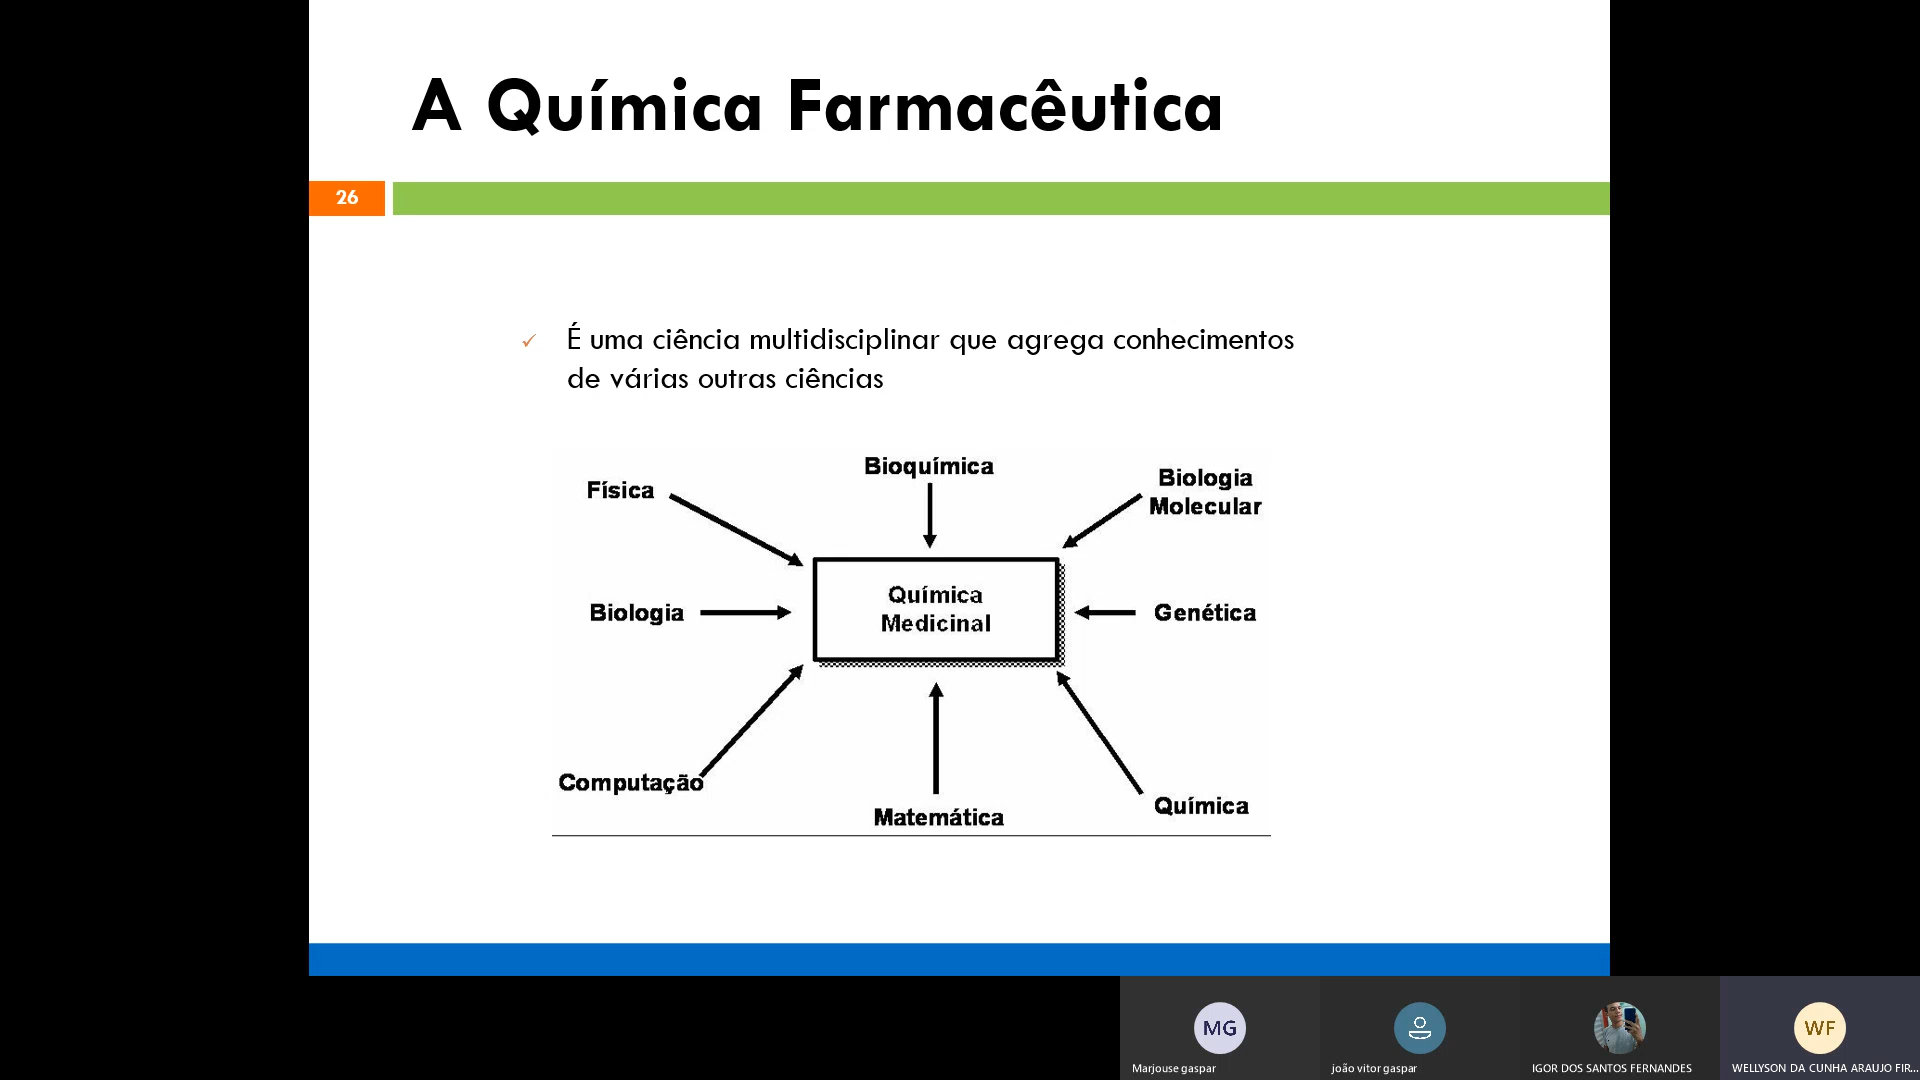 A Química Farmacêutica
26
✓ É uma ciência multidisciplinar que agrega conhecimentos
de várias outras ciências
Bioquímica
Física
Biologia
Molecular
Química
Medicinal
Biologia
Genética
Computação
Matemática
Química
MG
WF
Marjouse gaspar
joão vitor gaspar
IGOR DOS SANTOS FERNANDES
WELLYSON DA CUNHA ARAUJO FIR...